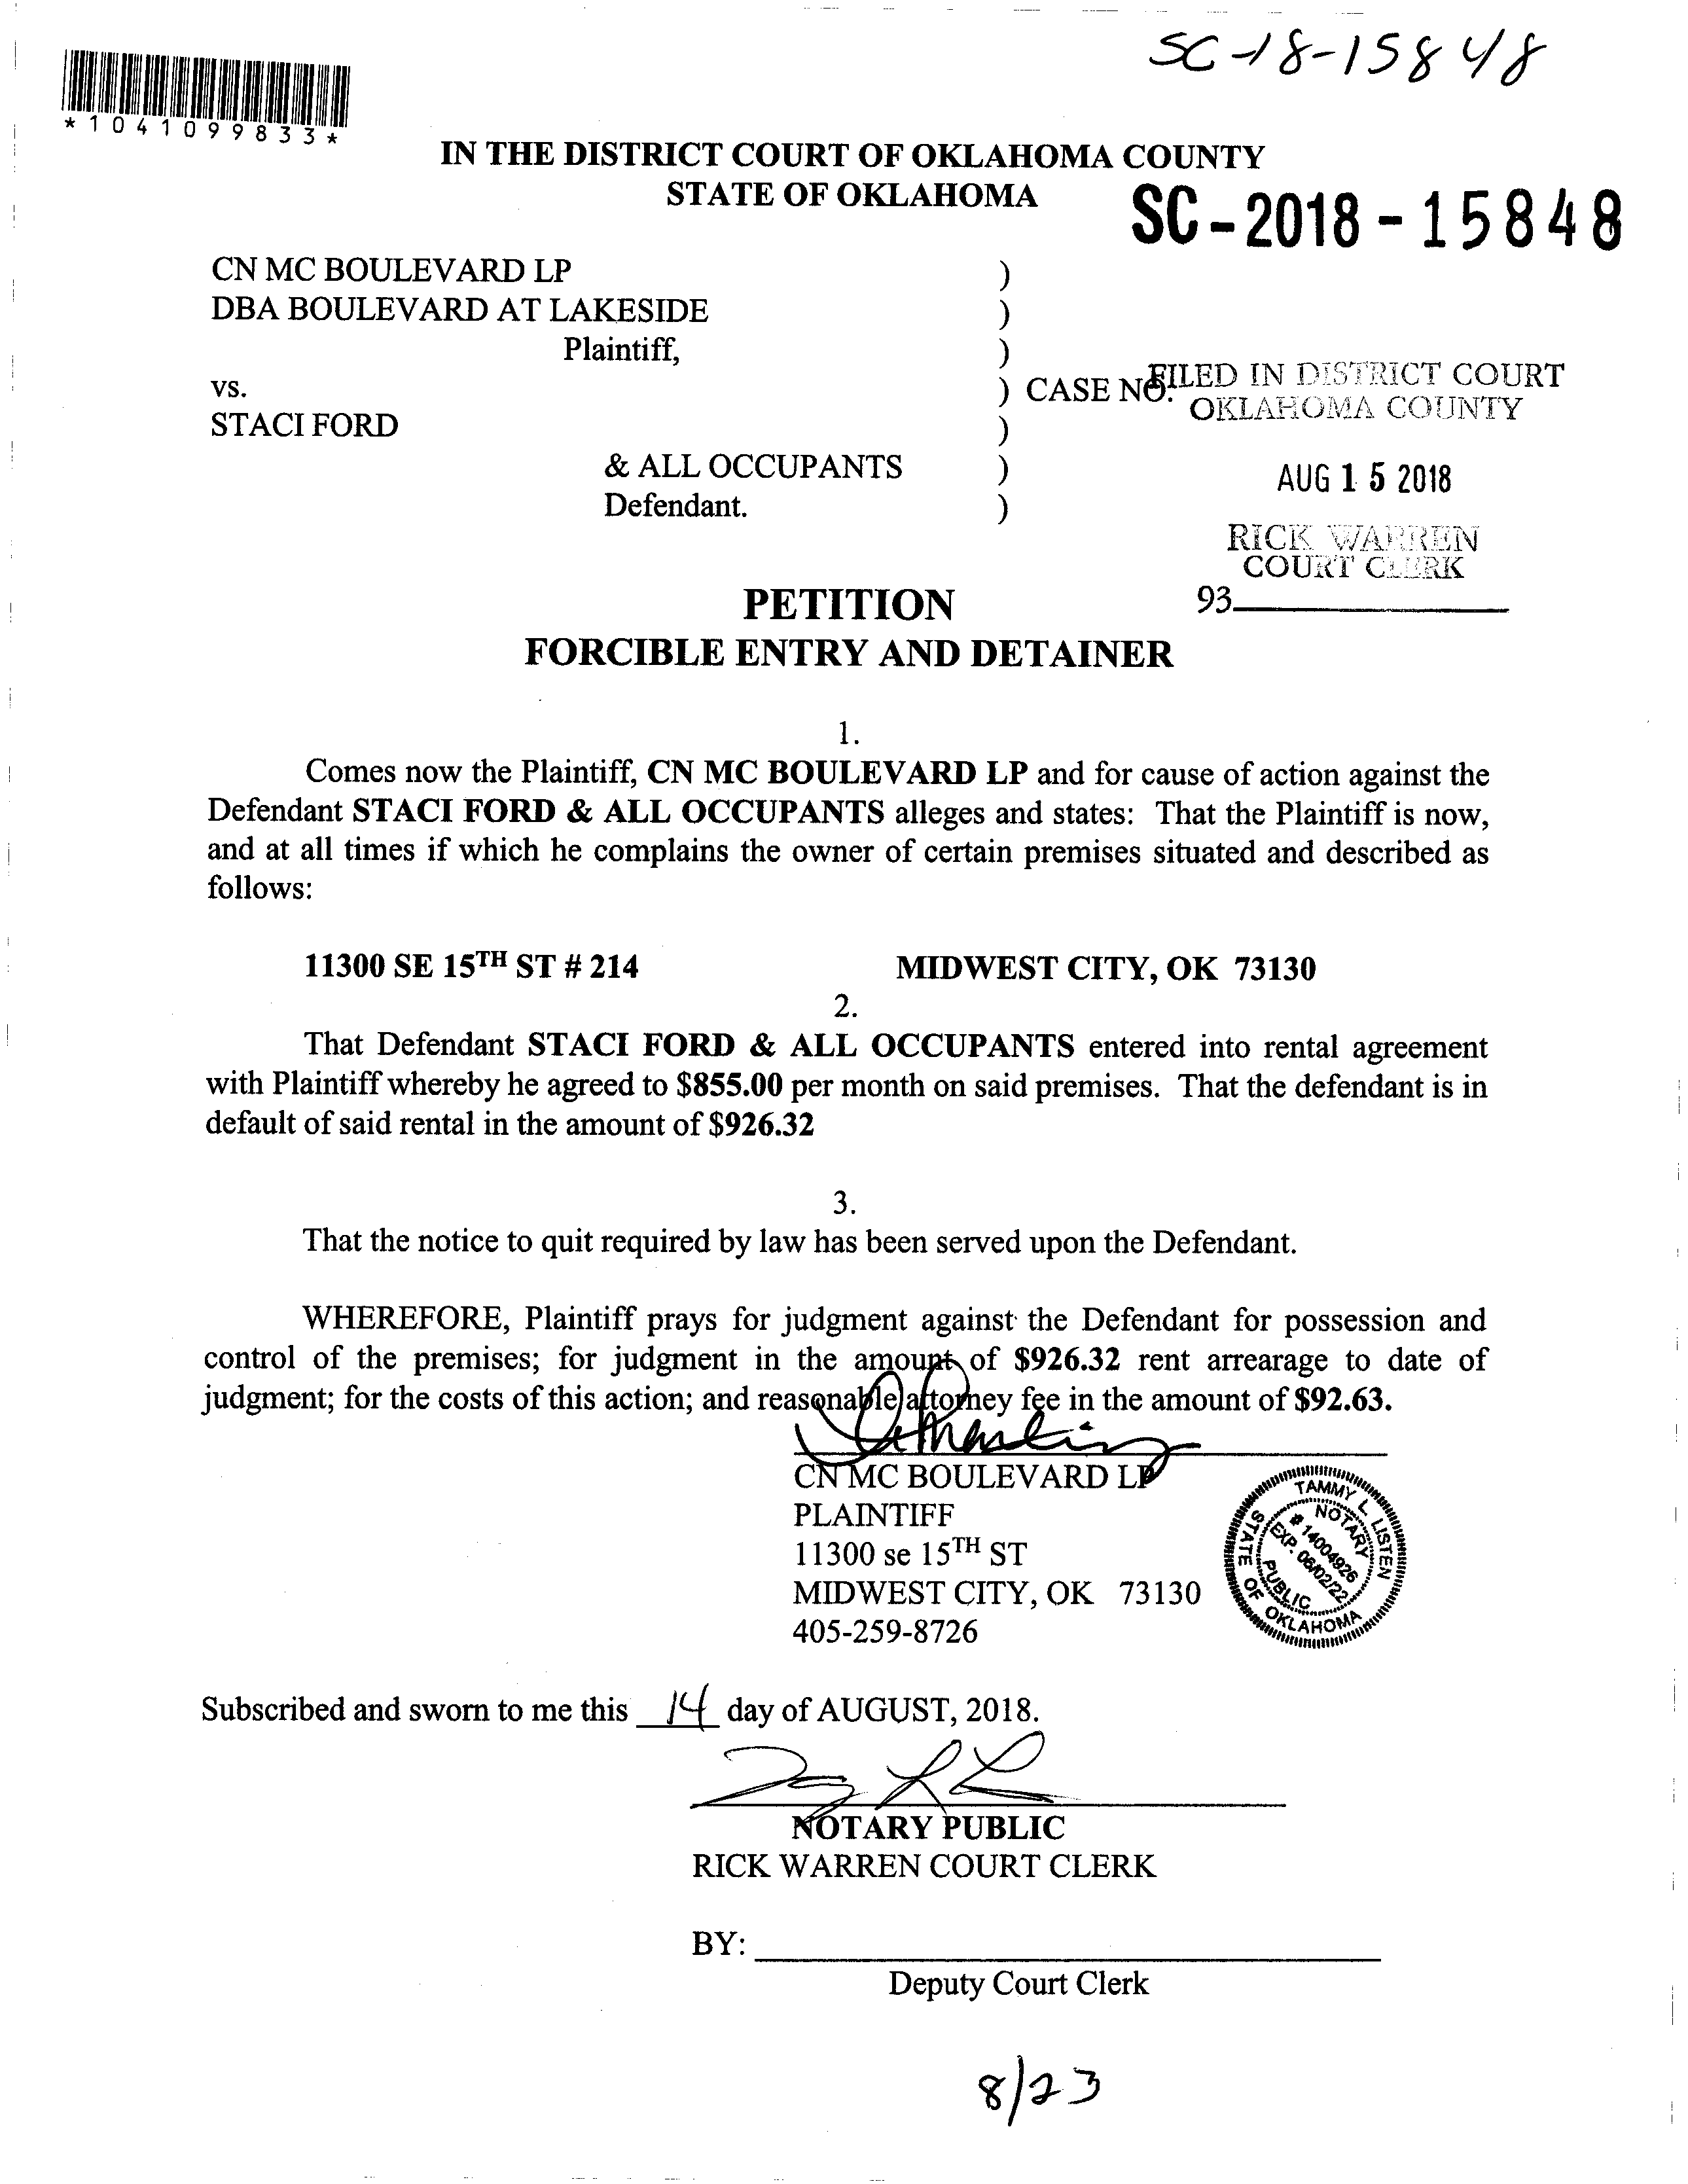 SC-18-15848
*1041099833*
IN THE DISTRICT COURT OF OKLAHOMA COUNTY
STATE OF OKLAHOMA
SC-2018-15848
CN MC BOULEVARD LP )
DBA BOULEVARD AT LAKESIDE )
Plaintiff, )
vs. ) CASE NO.
FILED IN DISTRICT COURT
OKLAHOMA COUNTY
STACI FORD )
& ALL OCCUPANTS )
AUG 15 2018
Defendant. )
RICK WARREN
COURT CLERK
93
PETITION
FORCIBLE ENTRY AND DETAINER
1.
Comes now the Plaintiff, CN MC BOULEVARD LP and for cause of action against the
Defendant STACI FORD & ALL OCCUPANTS alleges and states: That the Plaintiff is now,
and at all times if which he complains the owner of certain premises situated and described as
follows:
11300 SE 15TH ST # 214 MIDWEST CITY, OK 73130
2.
That Defendant STACI FORD & ALL OCCUPANTS entered into rental agreement
with Plaintiff whereby he agreed to $855.00 per month on said premises. That the defendant is in
default of said rental in the amount of $926.32
3.
That the notice to quit required by law has been served upon the Defendant.
WHEREFORE, Plaintiff prays for judgment against the Defendant for possession and
control of the premises; for judgment in the amount of $926.32 rent arrearage to date of
judgment; for the costs of this action; and reasonable attorney fee in the amount of $92.63.
CN MC BOULEVARD LP
PLAINTIFF
11300 se 15TH ST
MIDWEST CITY, OK 73130
405-259-8726
TAMMY L. LISTEN
NOTARY
# 14004926
EXP. 06/02/22
PUBLIC
STATE OF OKLAHOMA
Subscribed and sworn to me this 14 day of AUGUST, 2018.
NOTARY PUBLIC
RICK WARREN COURT CLERK
BY:
Deputy Court Clerk
8/23